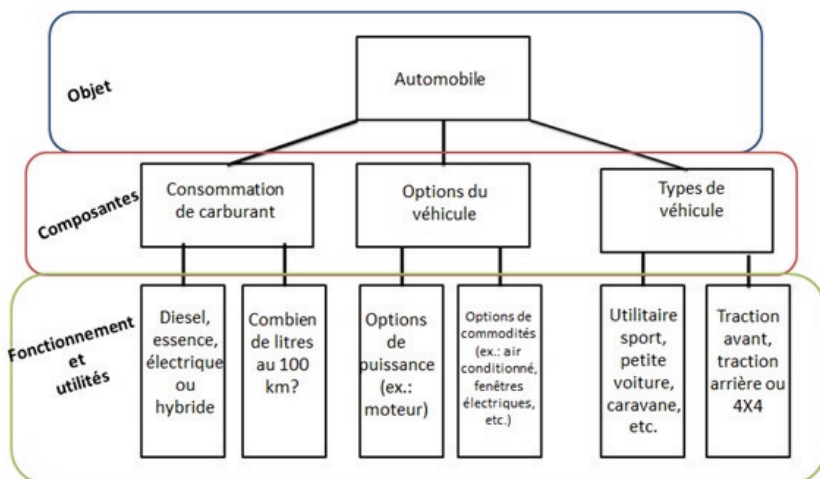 Objet
Automobile
Composantes
Consommation
de carburant
Options du
véhicule
Types de
véhicule
Fonctionnement
et
utilités
Diesel,
essence,
électrique
ou
hybride
Combien
de litres
au 100
km?
Options
de
puissance
(ex.:
moteur)
Options de
commodités
(ex.: air
conditionné,
fenêtres
électriques,
etc.)
Utilitaire
sport,
petite
voiture,
caravane,
etc.
Traction
avant,
traction
arrière ou
4X4